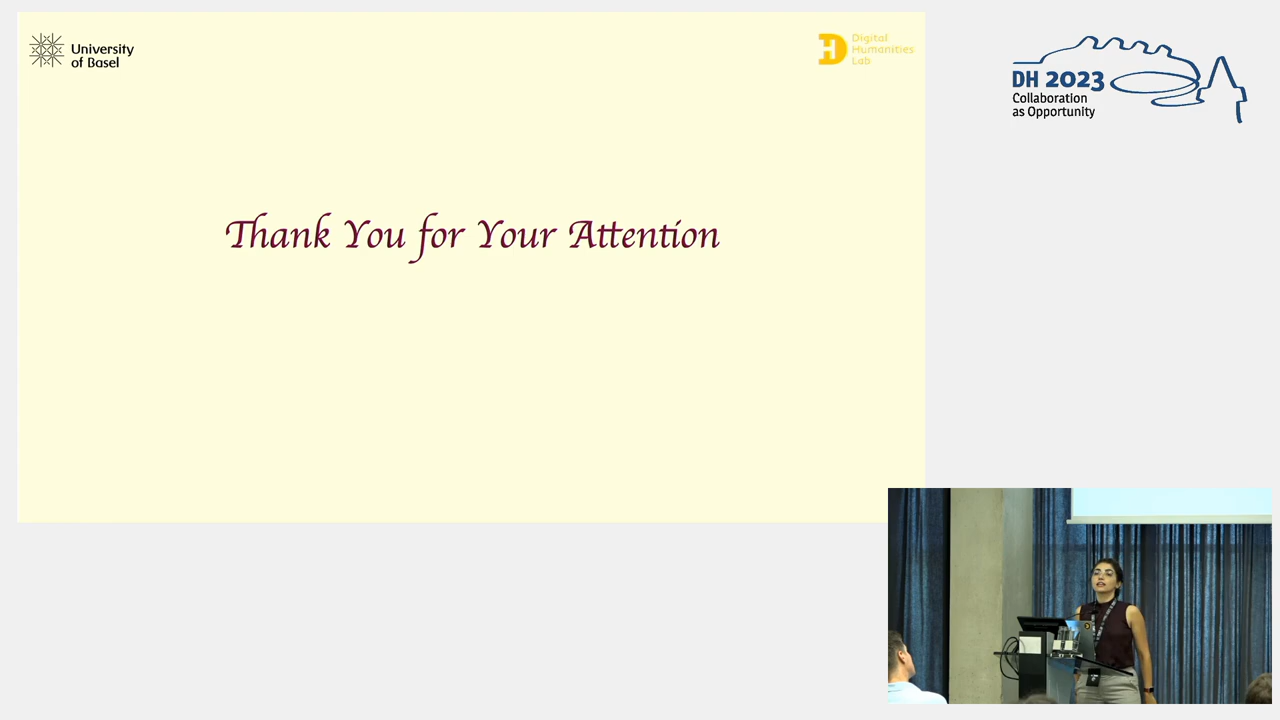 University
of Basel
Digital
Humanities
Lab
DH 2023
Collaboration
as Opportunity
Thank You for Your Attention